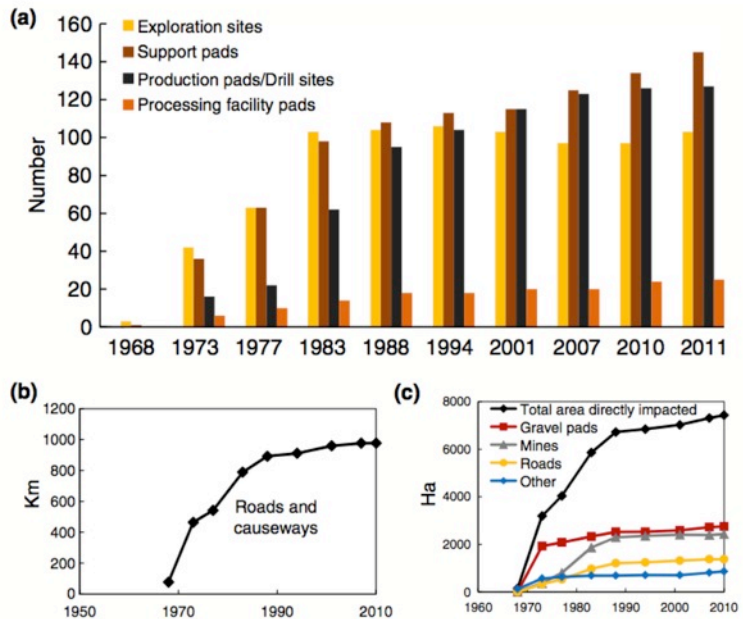 (a)
160
140
120
100
80
60
40
20
0
Number
Exploration sites
Support pads
Production pads/Drill sites
Processing facility pads
1968 1973 1977 1983 1988 1994 2001 2007 2010 2011
(b)
1200
1000
800
600
400
200
0
Km
Roads and
causeways
1950 1970 1990 2010
(c)
8000
6000
4000
2000
0
Ha
Total area directly impacted
Gravel pads
Mines
Roads
Other
1960 1970 1980 1990 2000 2010